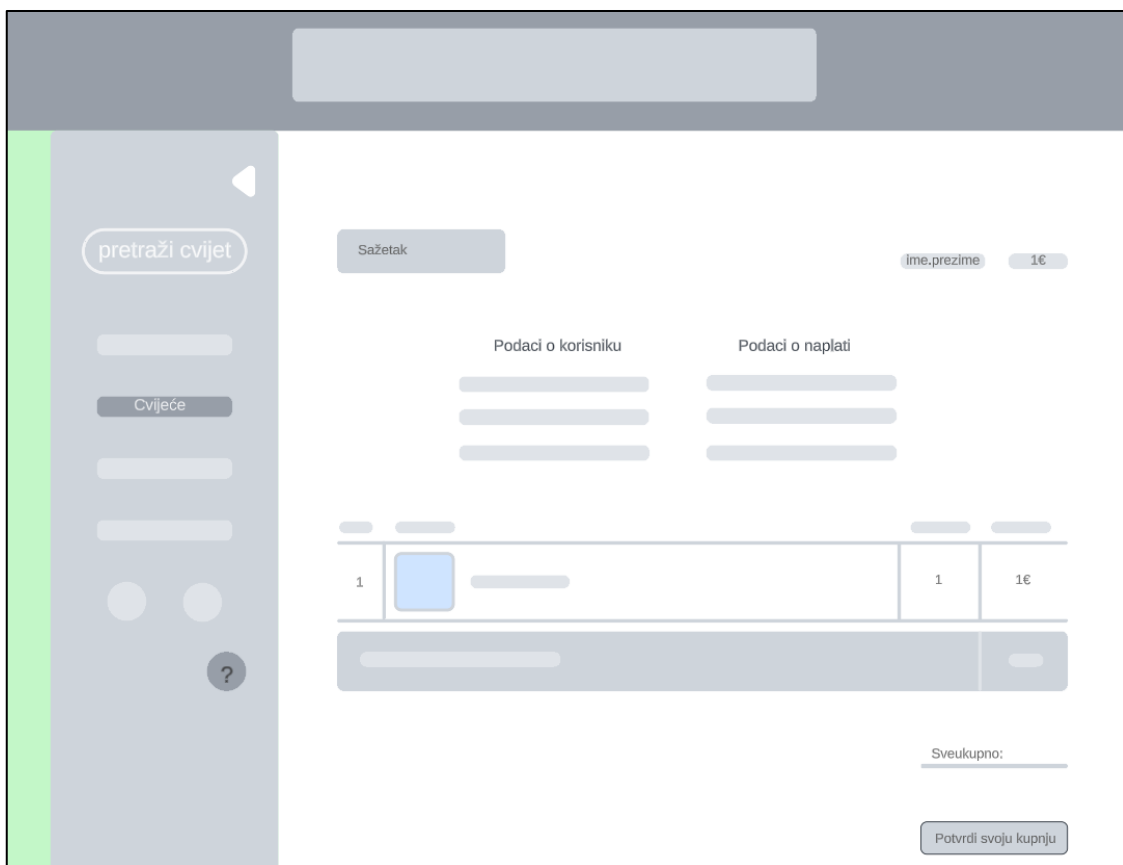 pretraži cvijet
Cvijeće
?
Sažetak
ime.prezime
1€
Podaci o korisniku
Podaci o naplati
1
1
1€
Sveukupno:
Potvrdi svoju kupnju